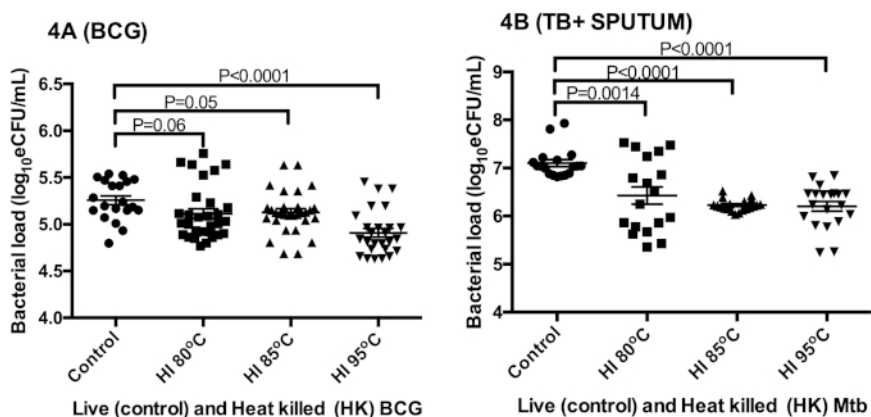 4A (BCG)
Bacterial load (log₁₀eCFU/mL)
6.5
6.0
5.5
5.0
4.5
4.0
P<0.0001
P=0.05
P=0.06
Control
HI 80°C
HI 85°C
HI 95°C
Live (control) and Heat killed (HK) BCG
4B (TB+ SPUTUM)
Bacterial load (log₁₀eCFU/mL)
9
8
7
6
5
4
P<0.0001
P<0.0001
P=0.0014
Control
HI 80°C
HI 85°C
HI 95°C
Live (control) and Heat killed (HK) Mtb